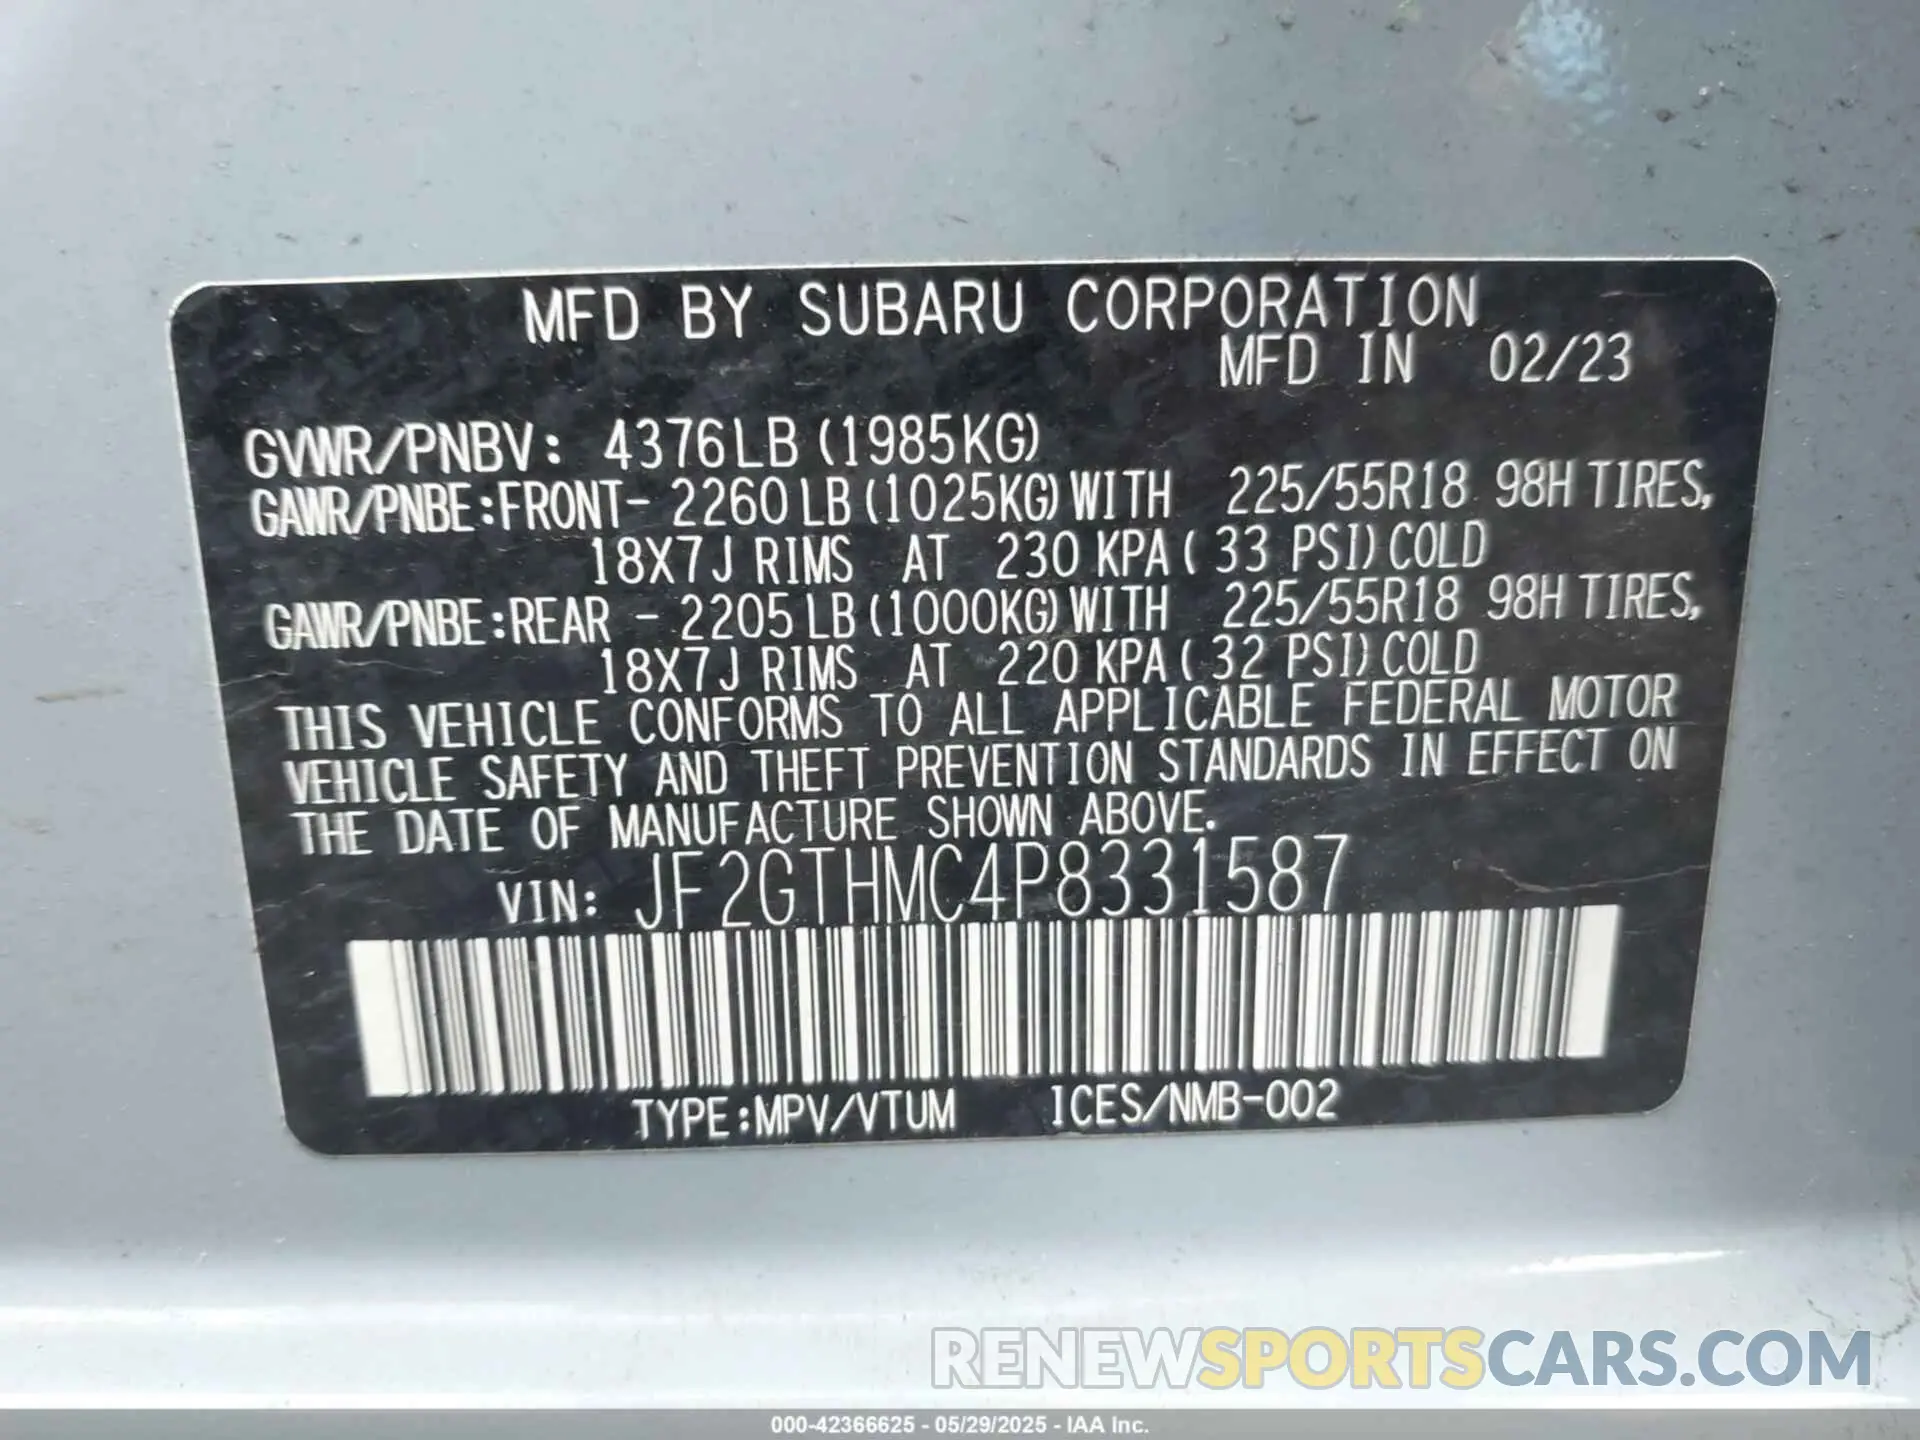 MFD BY SUBARU CORPORATION
MFD IN 02/23
GVWR/PNBV: 4376LB (1985KG)
GAWR/PNBE:FRONT- 2260LB (1025KG) WITH 225/55R18 98H TIRES,
18X7J RIMS AT 230 KPA ( 33 PSI) COLD
GAWR/PNBE:REAR - 2205LB (1000KG) WITH 225/55R18 98H TIRES,
18X7J RIMS AT 220 KPA ( 32 PSI) COLD
THIS VEHICLE CONFORMS TO ALL APPLICABLE FEDERAL MOTOR
VEHICLE SAFETY AND THEFT PREVENTION STANDARDS IN EFFECT ON
THE DATE OF MANUFACTURE SHOWN ABOVE.
VIN: JF2GTHMC4P8331587
TYPE:MPV/VTUM ICES/NMB-002
RENEWSPORTSCARS.COM
000-42366625 - 05/29/2025 - IAA Inc.